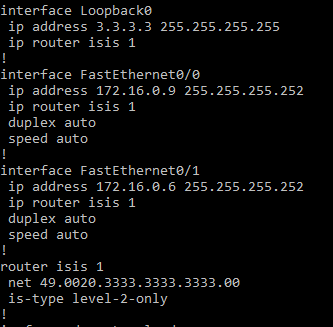 interface Loopback0
 ip address 3.3.3.3 255.255.255.255
 ip router isis 1
!
interface FastEthernet0/0
 ip address 172.16.0.9 255.255.255.252
 ip router isis 1
 duplex auto
 speed auto
!
interface FastEthernet0/1
 ip address 172.16.0.6 255.255.255.252
 ip router isis 1
 duplex auto
 speed auto
!
router isis 1
 net 49.0020.3333.3333.3333.00
 is-type level-2-only
!